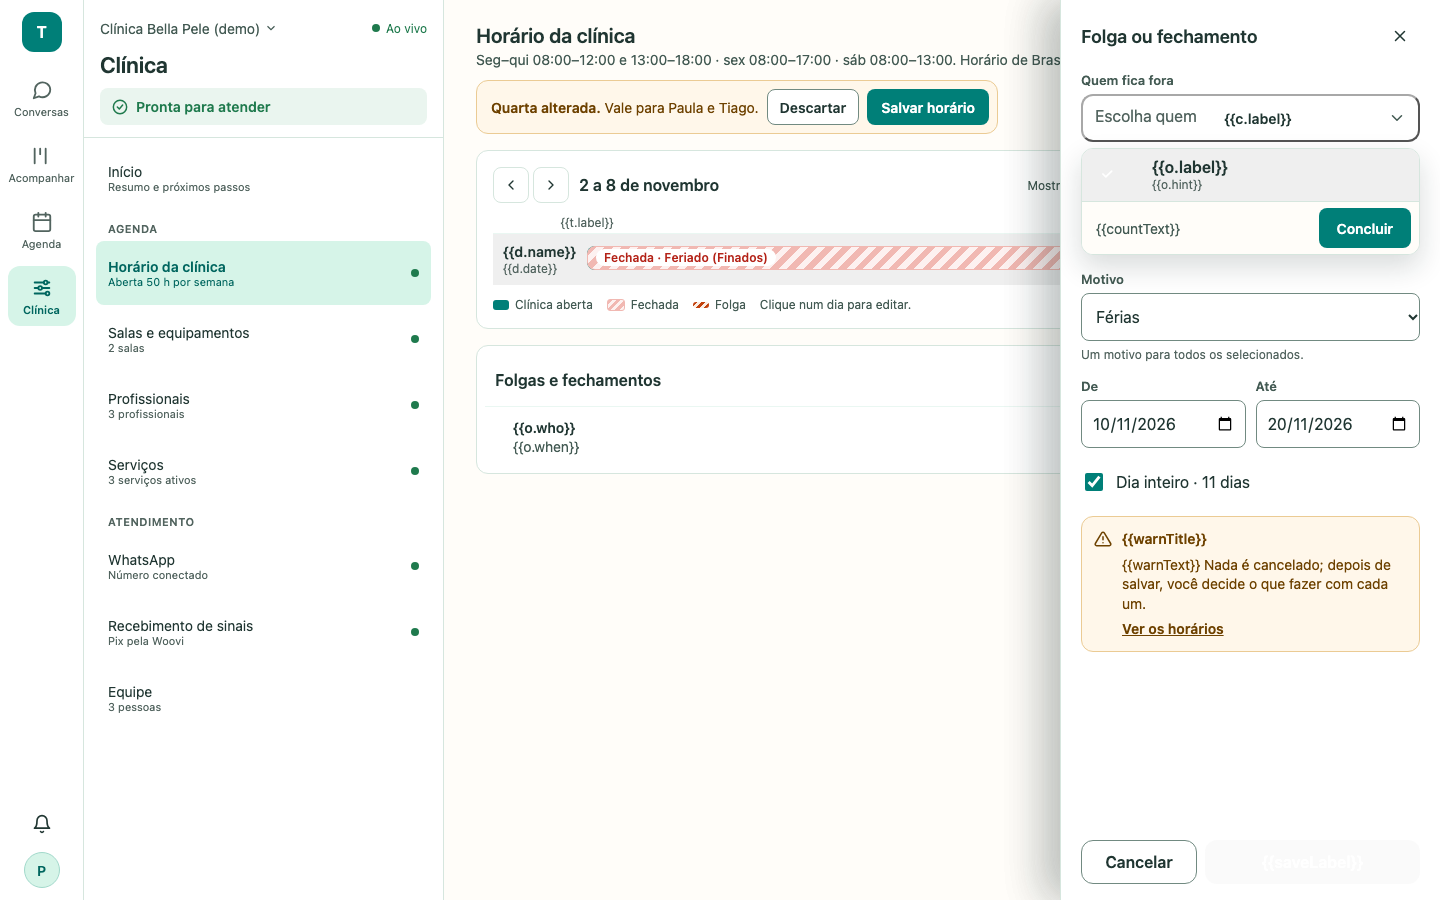 T
Conversas
Acompanhar
Agenda
Clínica
P
Clínica Bella Pele (demo)
Ao vivo
Clínica
Pronta para atender
Início
Resumo e próximos passos
AGENDA
Horário da clínica
Aberta 50 h por semana
Salas e equipamentos
2 salas
Profissionais
3 profissionais
Serviços
3 serviços ativos
ATENDIMENTO
WhatsApp
Número conectado
Recebimento de sinais
Pix pela Woovi
Equipe
3 pessoas
Horário da clínica
Seg–qui 08:00–12:00 e 13:00–18:00 · sex 08:00–17:00 · sáb 08:00–13:00. Horário de Bras
Quarta alterada. Vale para Paula e Tiago.
Descartar
Salvar horário
2 a 8 de novembro
Mostr
{{t.label}}
{{d.name}}
{{d.date}}
Fechada · Feriado (Finados)
Clínica aberta
Fechada
Folga
Clique num dia para editar.
Folgas e fechamentos
{{o.who}}
{{o.when}}
Folga ou fechamento
Quem fica fora
Escolha quem
{{c.label}}
{{o.label}}
{{o.hint}}
{{countText}}
Concluir
Motivo
Férias
Um motivo para todos os selecionados.
De
Até
10/11/2026
20/11/2026
Dia inteiro · 11 dias
{{warnTitle}}
{{warnText}} Nada é cancelado; depois de
salvar, você decide o que fazer com cada
um.
Ver os horários
Cancelar
{{saveLabel}}